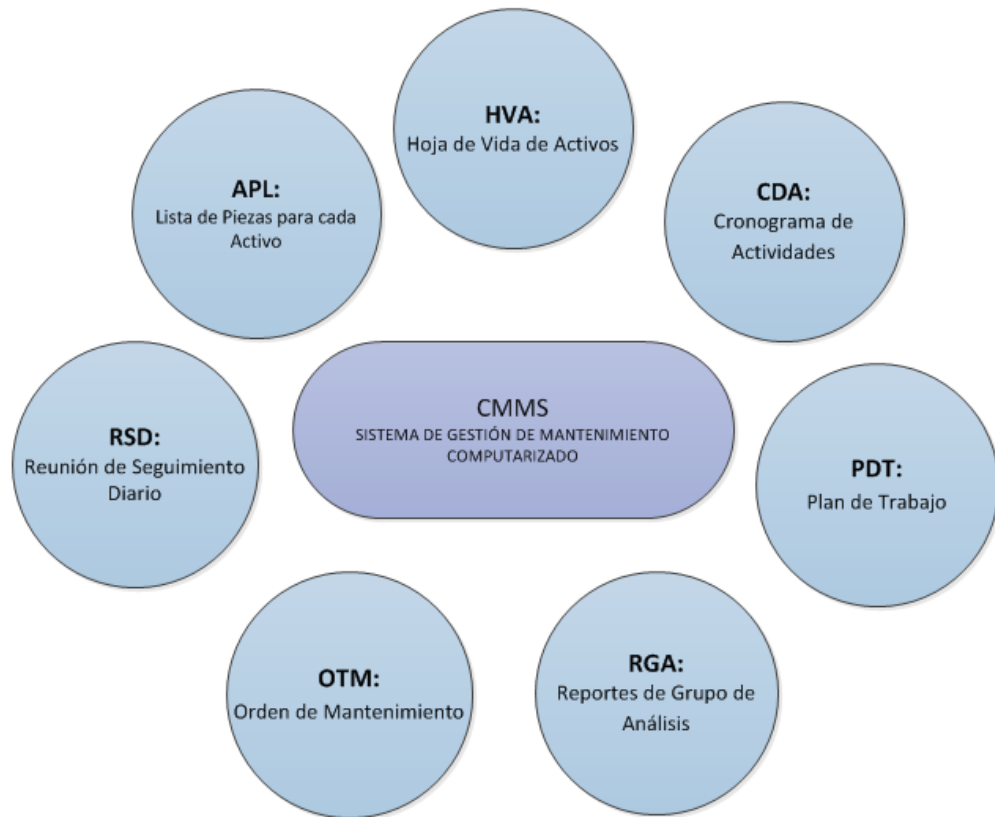 HVA:
Hoja de Vida de Activos
APL:
Lista de Piezas para cada
Activo
CDA:
Cronograma de
Actividades
CMMS
SISTEMA DE GESTIÓN DE MANTENIMIENTO
COMPUTARIZADO
RSD:
Reunión de Seguimiento
Diario
PDT:
Plan de Trabajo
OTM:
Orden de Mantenimiento
RGA:
Reportes de Grupo de
Análisis